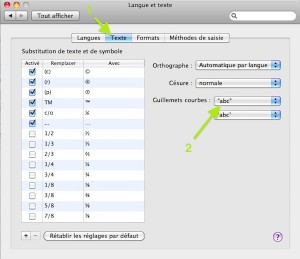 Langue et texte
Tout afficher
1
Langues Texte Formats Méthodes de saisie
Substitution de texte et de symbole
Activé Remplacer Avec
(c) ©
(r) ®
(p) ℗
TM ™
c/o ℅
... …
1/2 ½
1/3 ⅓
2/3 ⅔
1/4 ¼
3/4 ¾
1/8 ⅛
3/8 ⅜
5/8 ⅝
7/8 ⅞
Orthographe : Automatique par langue
Césure : normale
Guillemets courbes : "abc"
'abc'
2
+ − Rétablir les réglages par défaut ?